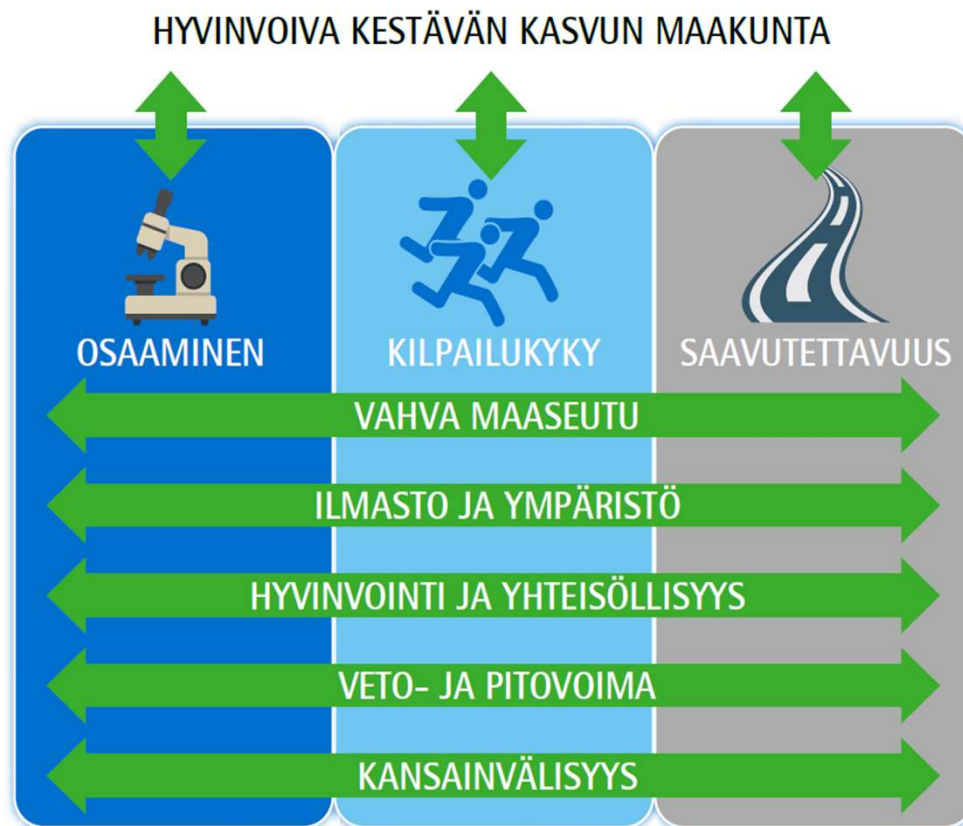 HYVINVOIVA KESTÄVÄN KASVUN MAAKUNTA
OSAAMINEN
KILPAILUKYKY
SAAVUTETTAVUUS
VAHVA MAASEUTU
ILMASTO JA YMPÄRISTÖ
HYVINVOINTI JA YHTEISÖLLISYYS
VETO- JA PITOVOIMA
KANSAINVÄLISYYS